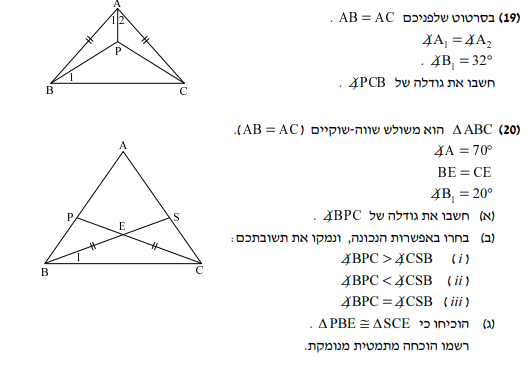 (19) בסרטוט שלפניכם AB = AC .
∡A₁ = ∡A₂
∡B₁ = 32° .
חשבו את גודלה של ∡PCB .
A
1 2
P
1
B
C
(20) ΔABC הוא משולש שווה-שוקיים (AB = AC).
∡A = 70°
BE = CE
∡B₁ = 20°
(א) חשבו את גודלה של ∡BPC .
(ב) בחרו באפשרות הנכונה, ונמקו את תשובתכם:
(i) ∡BPC > ∡CSB
(ii) ∡BPC < ∡CSB
(iii) ∡BPC = ∡CSB
(ג) הוכיחו כי ΔPBE ≅ ΔSCE .
רשמו הוכחה מתמטית מנומקת.
A
P
S
E
1
B
C